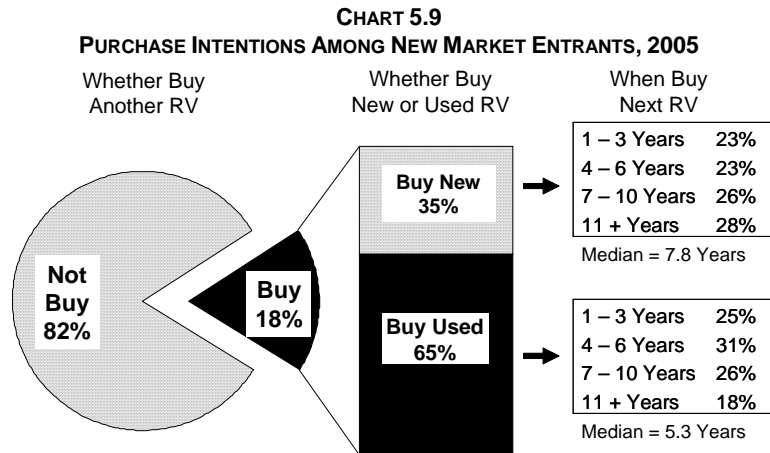 CHART 5.9
PURCHASE INTENTIONS AMONG NEW MARKET ENTRANTS, 2005
Whether Buy
Another RV
Whether Buy
New or Used RV
When Buy
Next RV
Not
Buy
82%
Buy
18%
Buy New
35%
Buy Used
65%
1 – 3 Years 23%
4 – 6 Years 23%
7 – 10 Years 26%
11 + Years 28%
Median = 7.8 Years
1 – 3 Years 25%
4 – 6 Years 31%
7 – 10 Years 26%
11 + Years 18%
Median = 5.3 Years